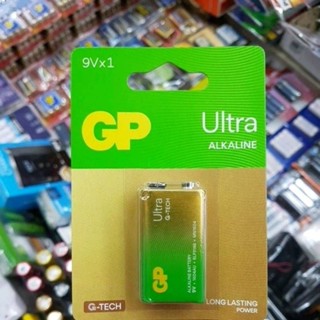 9Vx1
GP
Ultra
ALKALINE
Ultra
G-TECH
GP
ALKALINE BATTERY
G-TECH
LONG LASTING
POWER